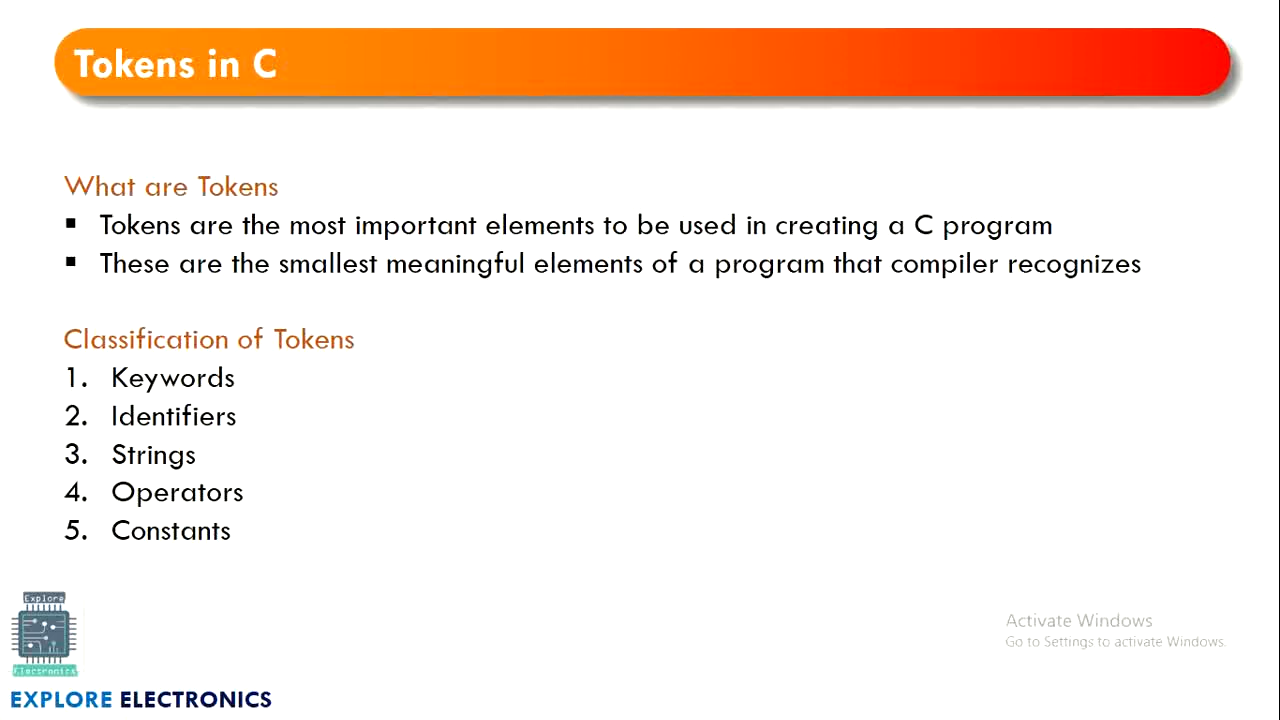 Tokens in C
What are Tokens
▪ Tokens are the most important elements to be used in creating a C program
▪ These are the smallest meaningful elements of a program that compiler recognizes
Classification of Tokens
1. Keywords
2. Identifiers
3. Strings
4. Operators
5. Constants
Explore
Electronics
EXPLORE ELECTRONICS
Activate Windows
Go to Settings to activate Windows.